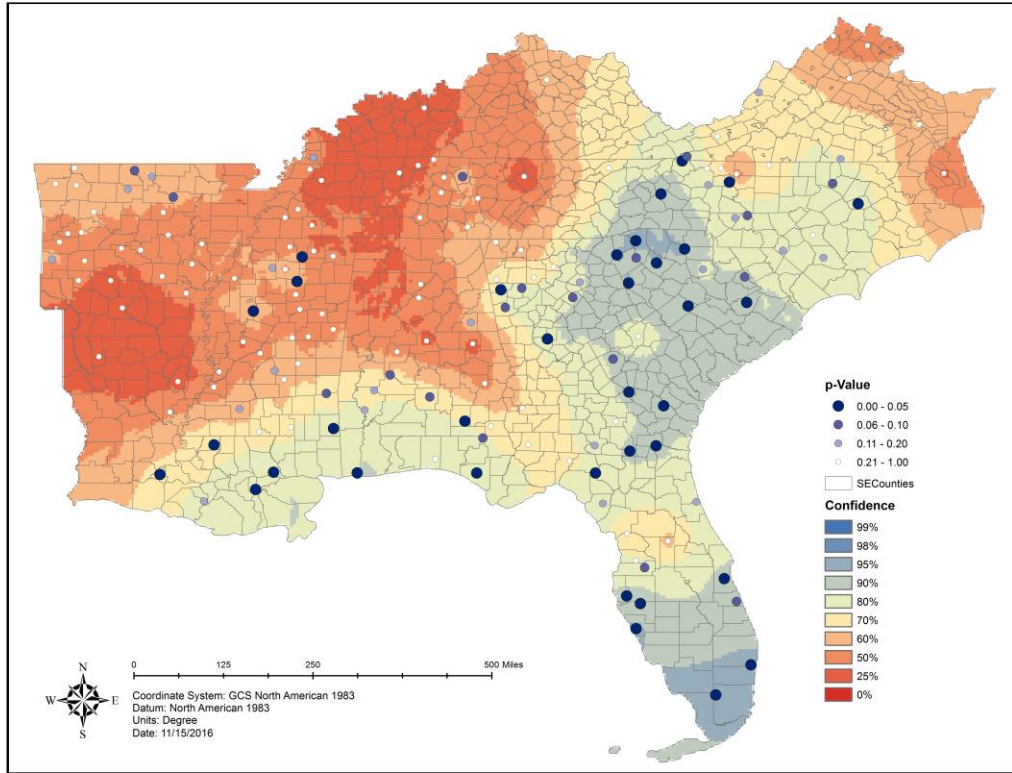 p-Value
0.00 - 0.05
0.06 - 0.10
0.11 - 0.20
0.21 - 1.00
SECounties
Confidence
99%
98%
95%
90%
80%
70%
60%
50%
25%
0%
N
W E
S
0 125 250 500 Miles
Coordinate System: GCS North American 1983
Datum: North American 1983
Units: Degree
Date: 11/15/2016